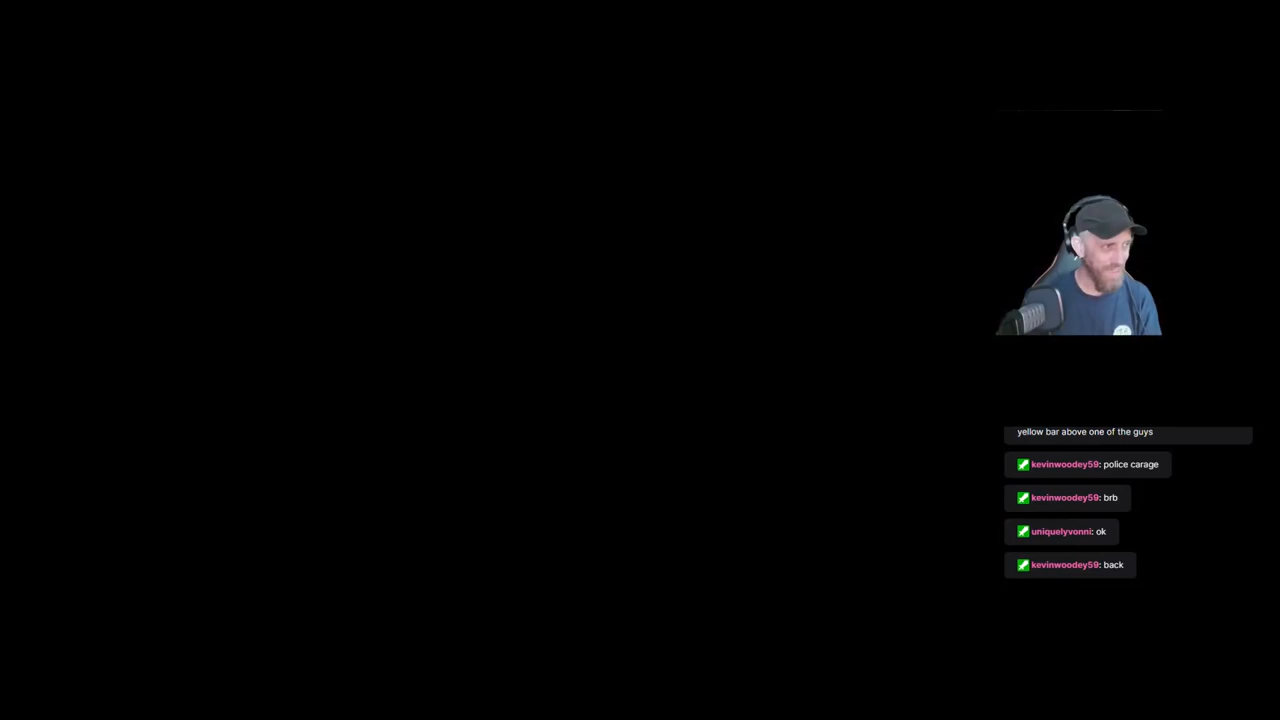 yellow bar above one of the guys
kevinwoodey59: police carage
kevinwoodey59: brb
uniquelyvonni: ok
kevinwoodey59: back